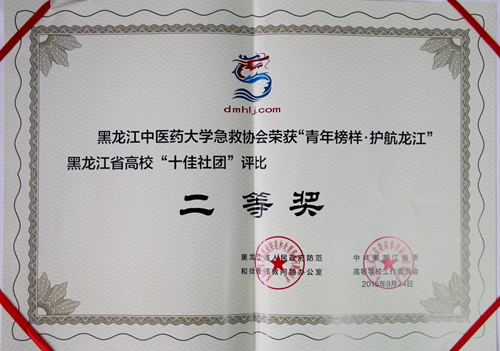 dmhlj.com
黑龙江中医药大学急救协会荣获“青年榜样·护航龙江”
黑龙江省高校“十佳社团”评比
二等奖
黑龙江省人民政府防范
和处理邪教问题办公室
中共黑龙江省委
高等学校工作委员会
2016年9月24日